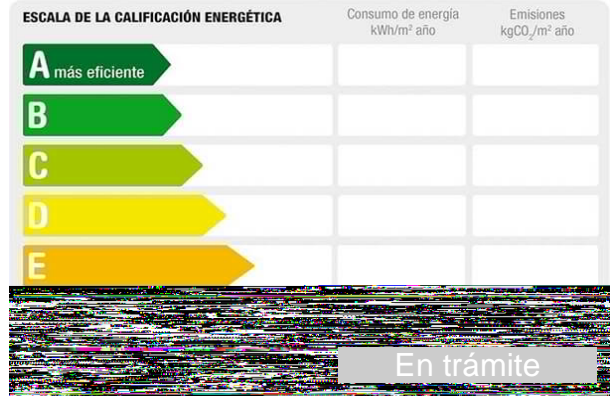 ESCALA DE LA CALIFICACIÓN ENERGÉTICA
Consumo de energía
kWh/m² año
Emisiones
kgCO₂/m² año
A más eficiente
B
C
D
E
En trámite